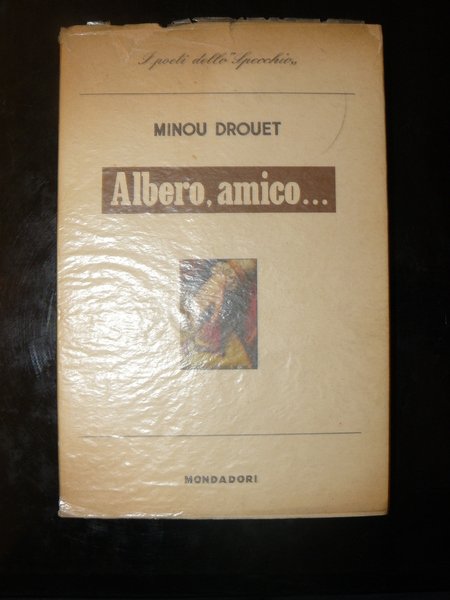 I poeti dello "Specchio"
MINOU DROUET
Albero, amico...
MONDADORI